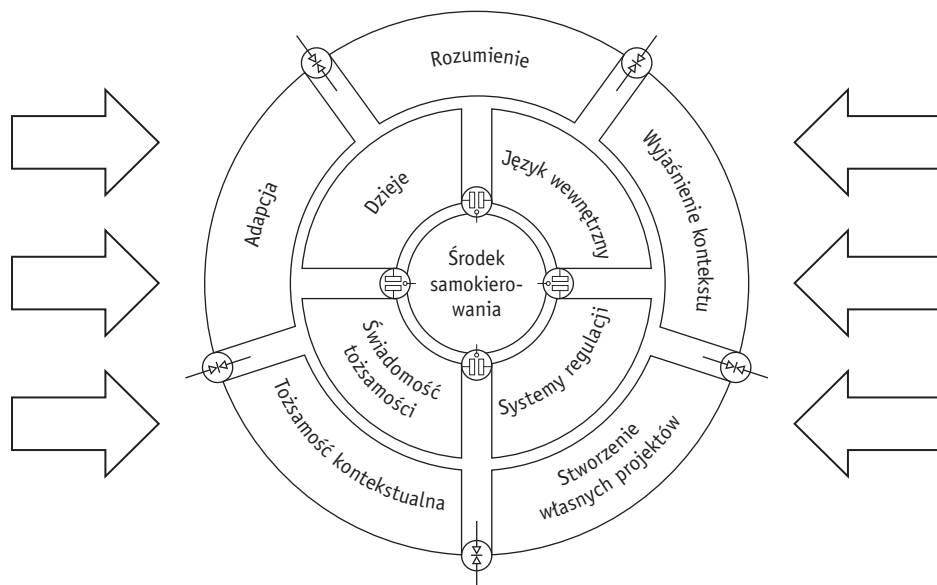 Rozumienie
Wyjaśnienie kontekstu
Adapcja
Dzieje
Język wewnętrzny
Środek
samokiero-
wania
Świadomość
tożsamości
Systemy regulacji
Tożsamość kontekstualna
Stworzenie
własnych projektów